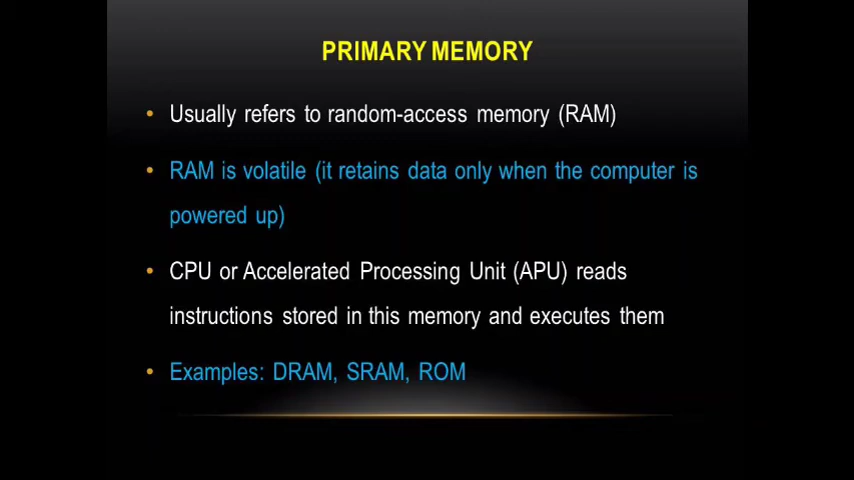 PRIMARY MEMORY
• Usually refers to random-access memory (RAM)
• RAM is volatile (it retains data only when the computer is
powered up)
• CPU or Accelerated Processing Unit (APU) reads
instructions stored in this memory and executes them
• Examples: DRAM, SRAM, ROM